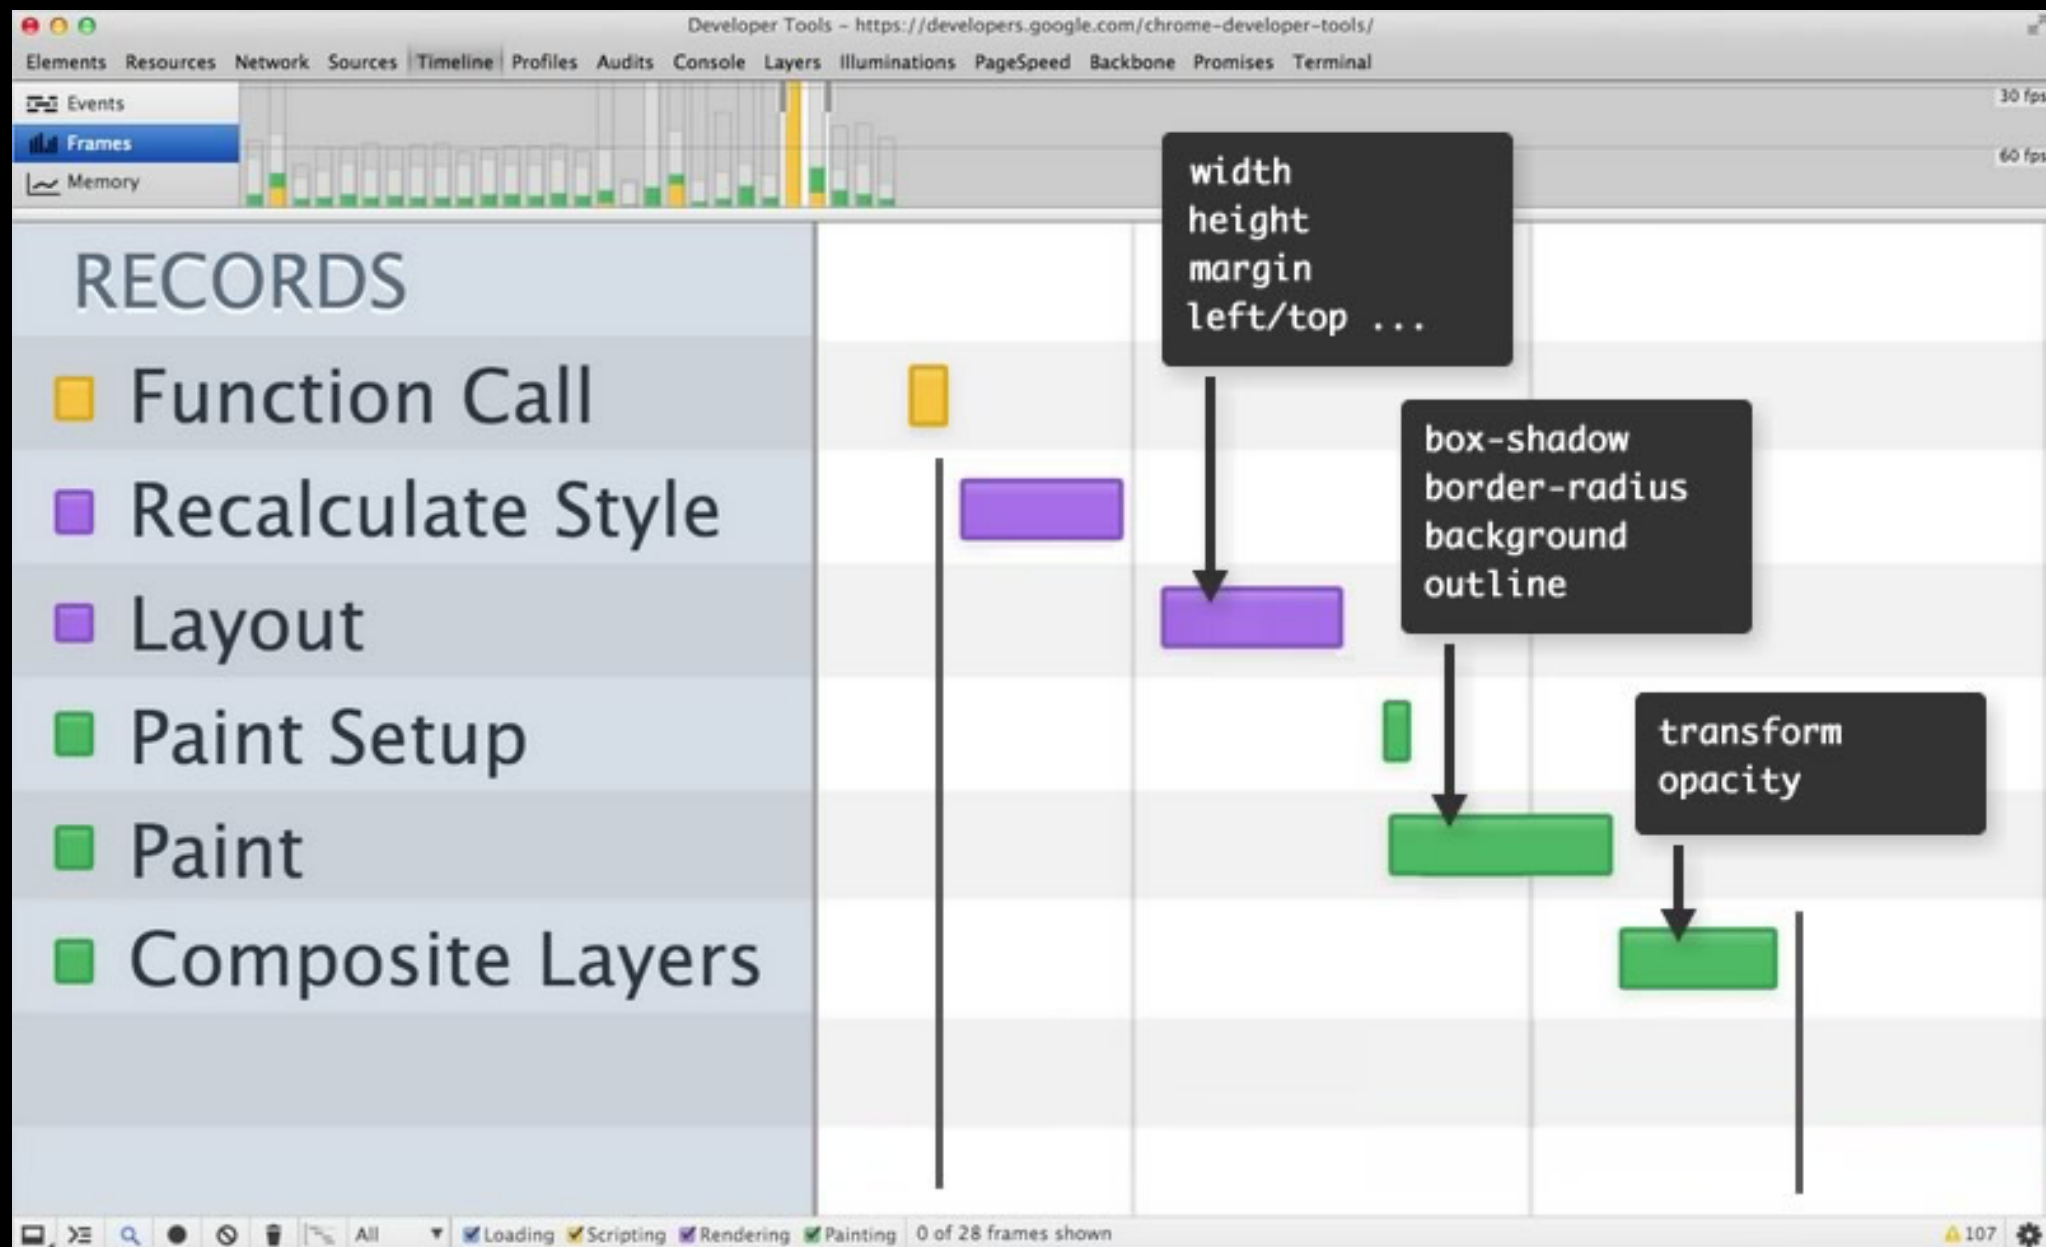 Developer Tools – https://developers.google.com/chrome-developer-tools/
Elements Resources Network Sources Timeline Profiles Audits Console Layers Illuminations PageSpeed Backbone Promises Terminal
Events
Frames
Memory
30 fps
60 fps
RECORDS
Function Call
Recalculate Style
Layout
Paint Setup
Paint
Composite Layers
width
height
margin
left/top ...
box-shadow
border-radius
background
outline
transform
opacity
All Loading Scripting Rendering Painting 0 of 28 frames shown 107